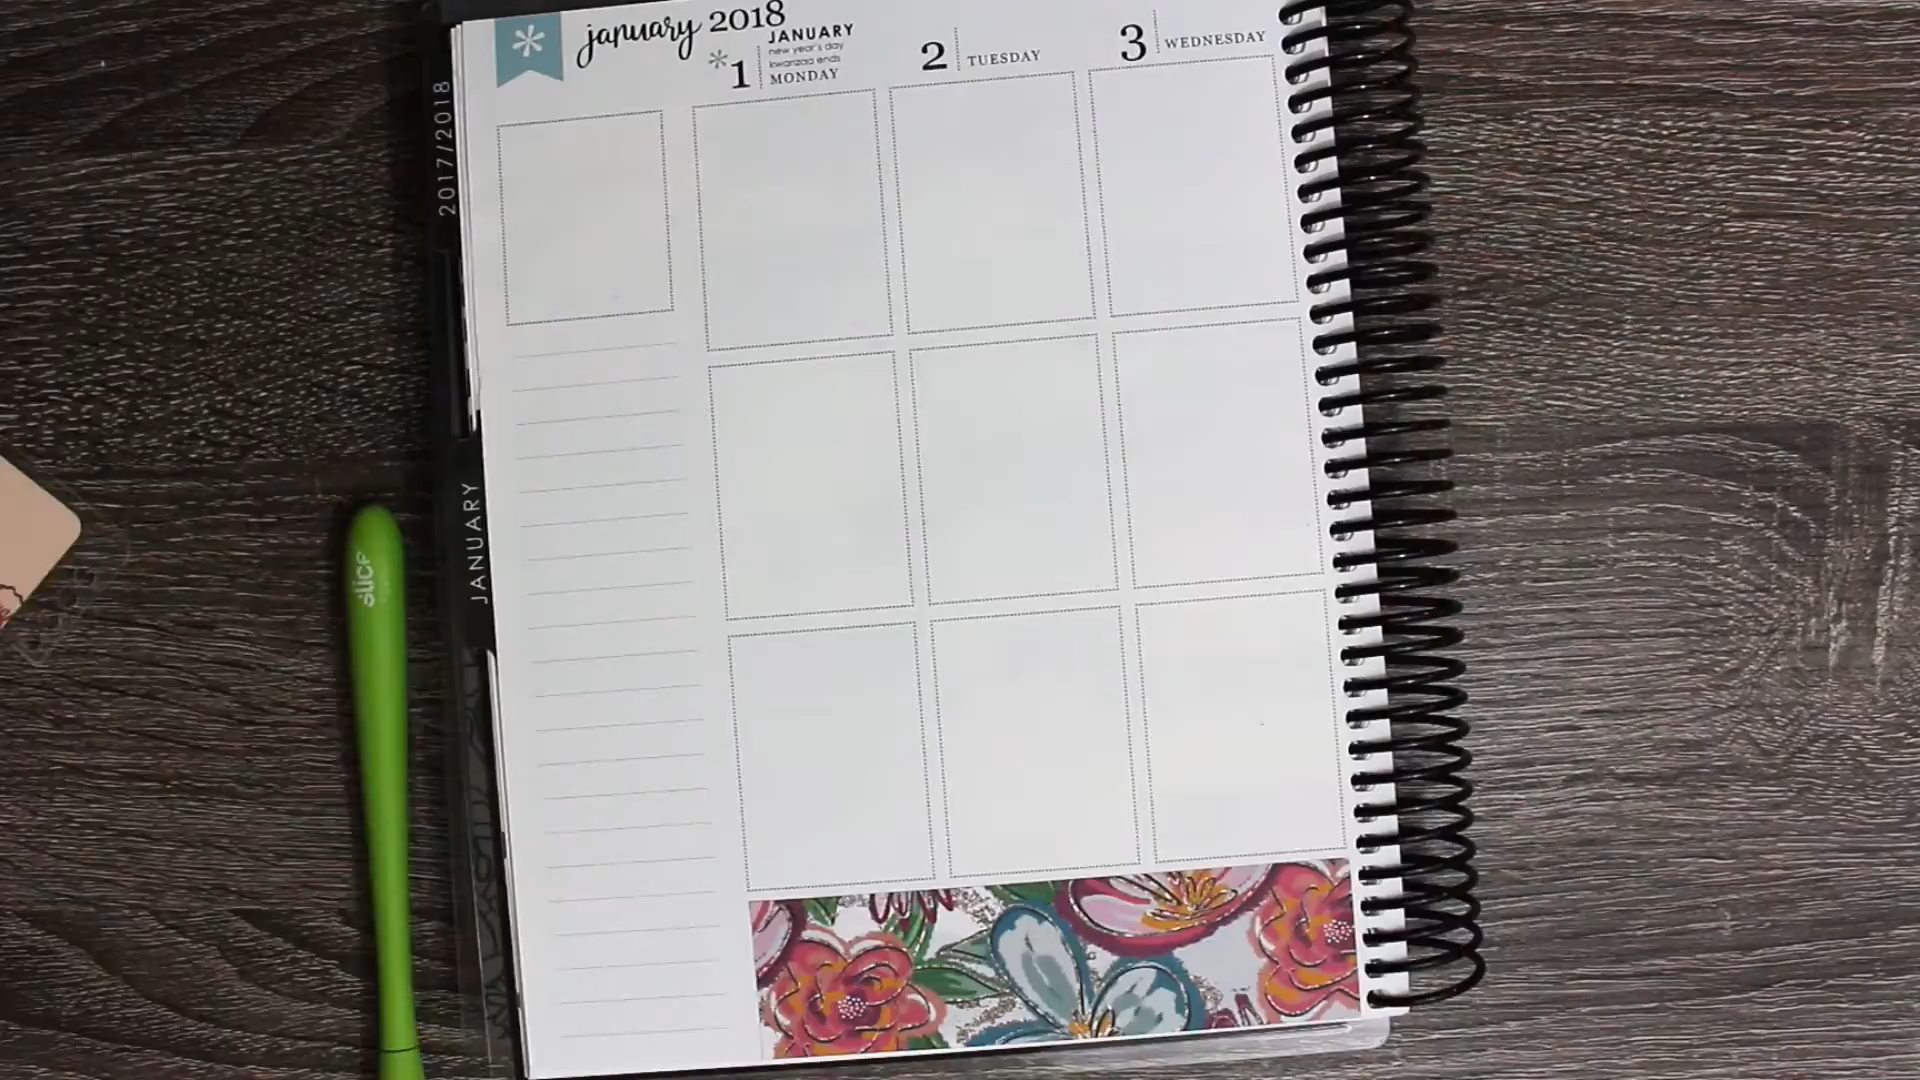 january 2018
* 1
JANUARY
new year's day
kwanzaa ends
MONDAY
2
TUESDAY
3
WEDNESDAY
2017/2018
JANUARY
slice